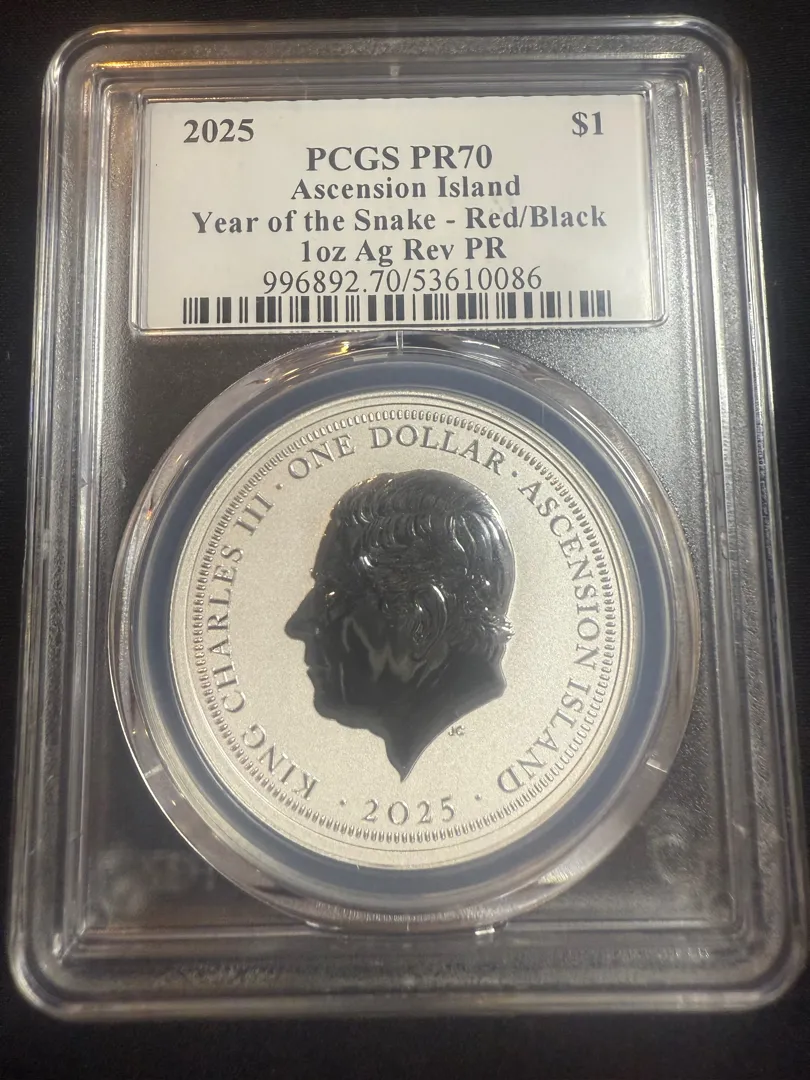 2025 $1
PCGS PR70
Ascension Island
Year of the Snake - Red/Black
1oz Ag Rev PR
996892.70/53610086
KING CHARLES III · ONE DOLLAR · ASCENSION ISLAND
· 2025 ·
JC